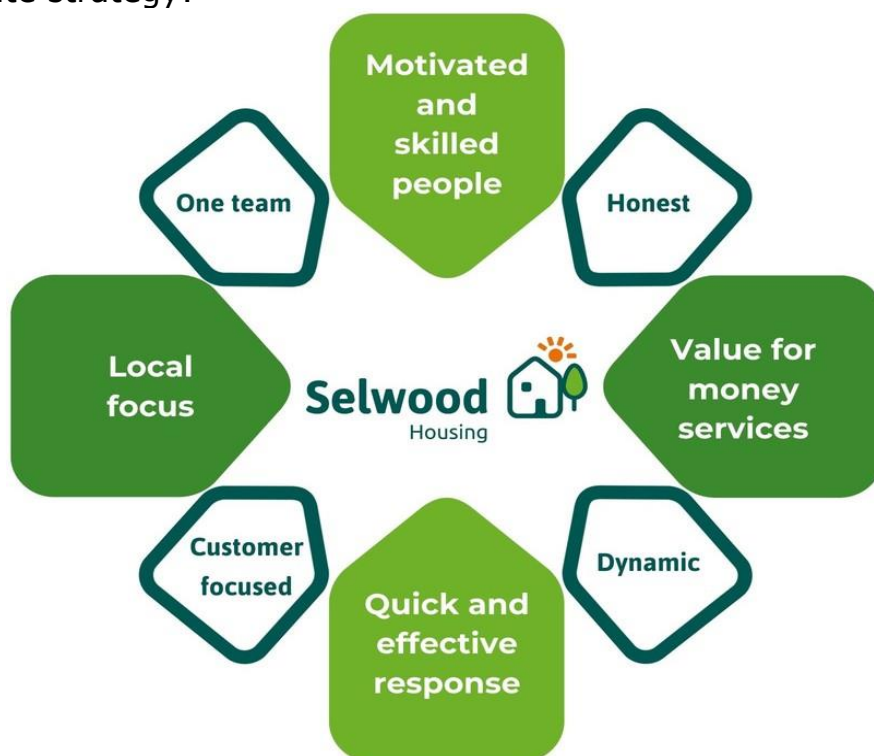 strategy?
Motivated
and
skilled
people
One team
Honest
Local
focus
Selwood
Housing
Value for
money
services
Customer
focused
Dynamic
Quick and
effective
response